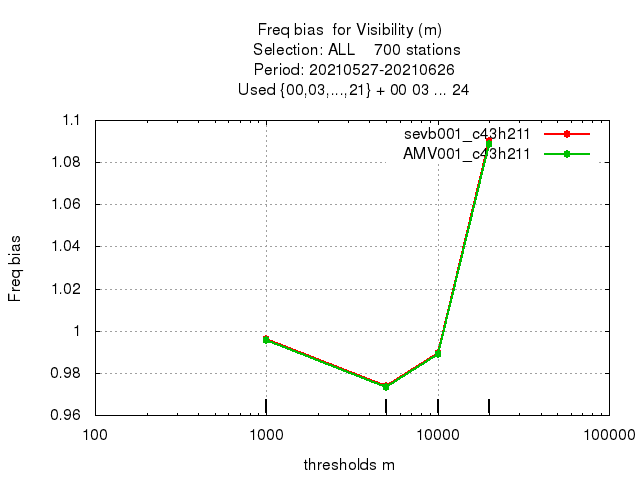 Freq bias  for Visibility (m)
Selection: ALL    700 stations
Period: 20210527-20210626
Used {00,03,...,21} + 00 03 ... 24
1.1
1.08
1.06
1.04
1.02
1
0.98
0.96
Freq bias
sevb001_c43h211
AMV001_c43h211
100
1000
10000
100000
thresholds m